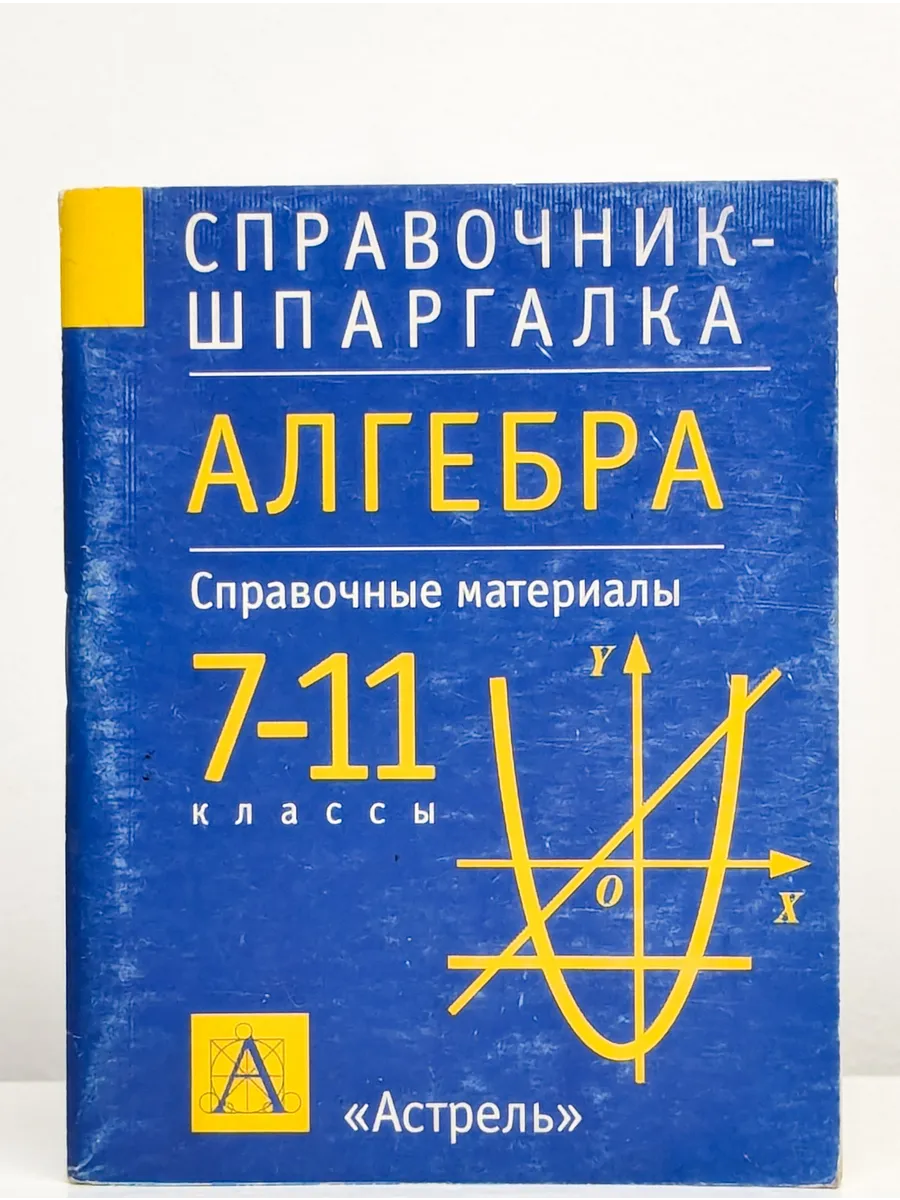 СПРАВОЧНИК-
ШПАРГАЛКА
АЛГЕБРА
Справочные материалы
7-11
классы
Y
O
X
А
«Астрель»